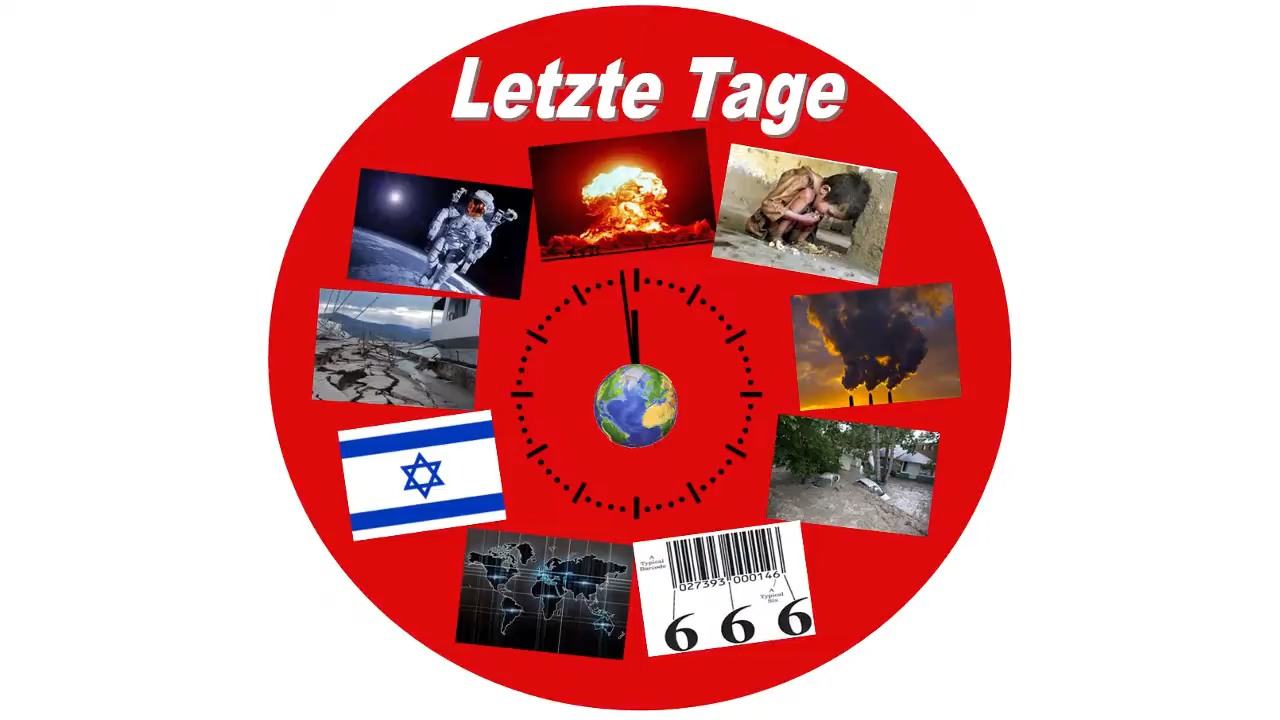 Letzte Tage
A
Typical
Barcode
027393 000146
A
Typical
Six
6 6 6